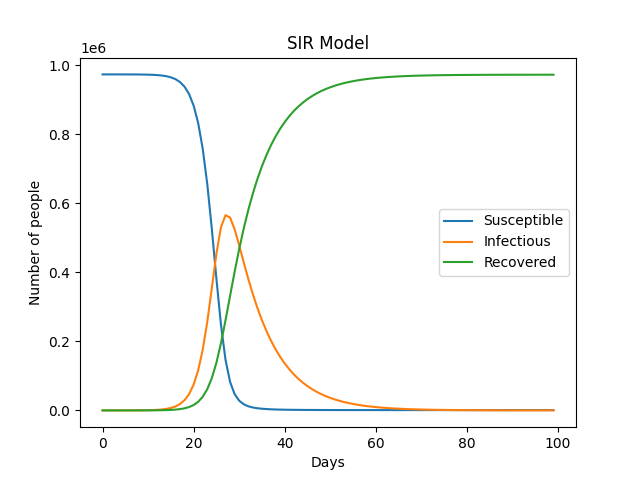 SIR Model
1e6
1.0
0.8
0.6
0.4
0.2
0.0
Number of people
Susceptible
Infectious
Recovered
0 20 40 60 80 100
Days